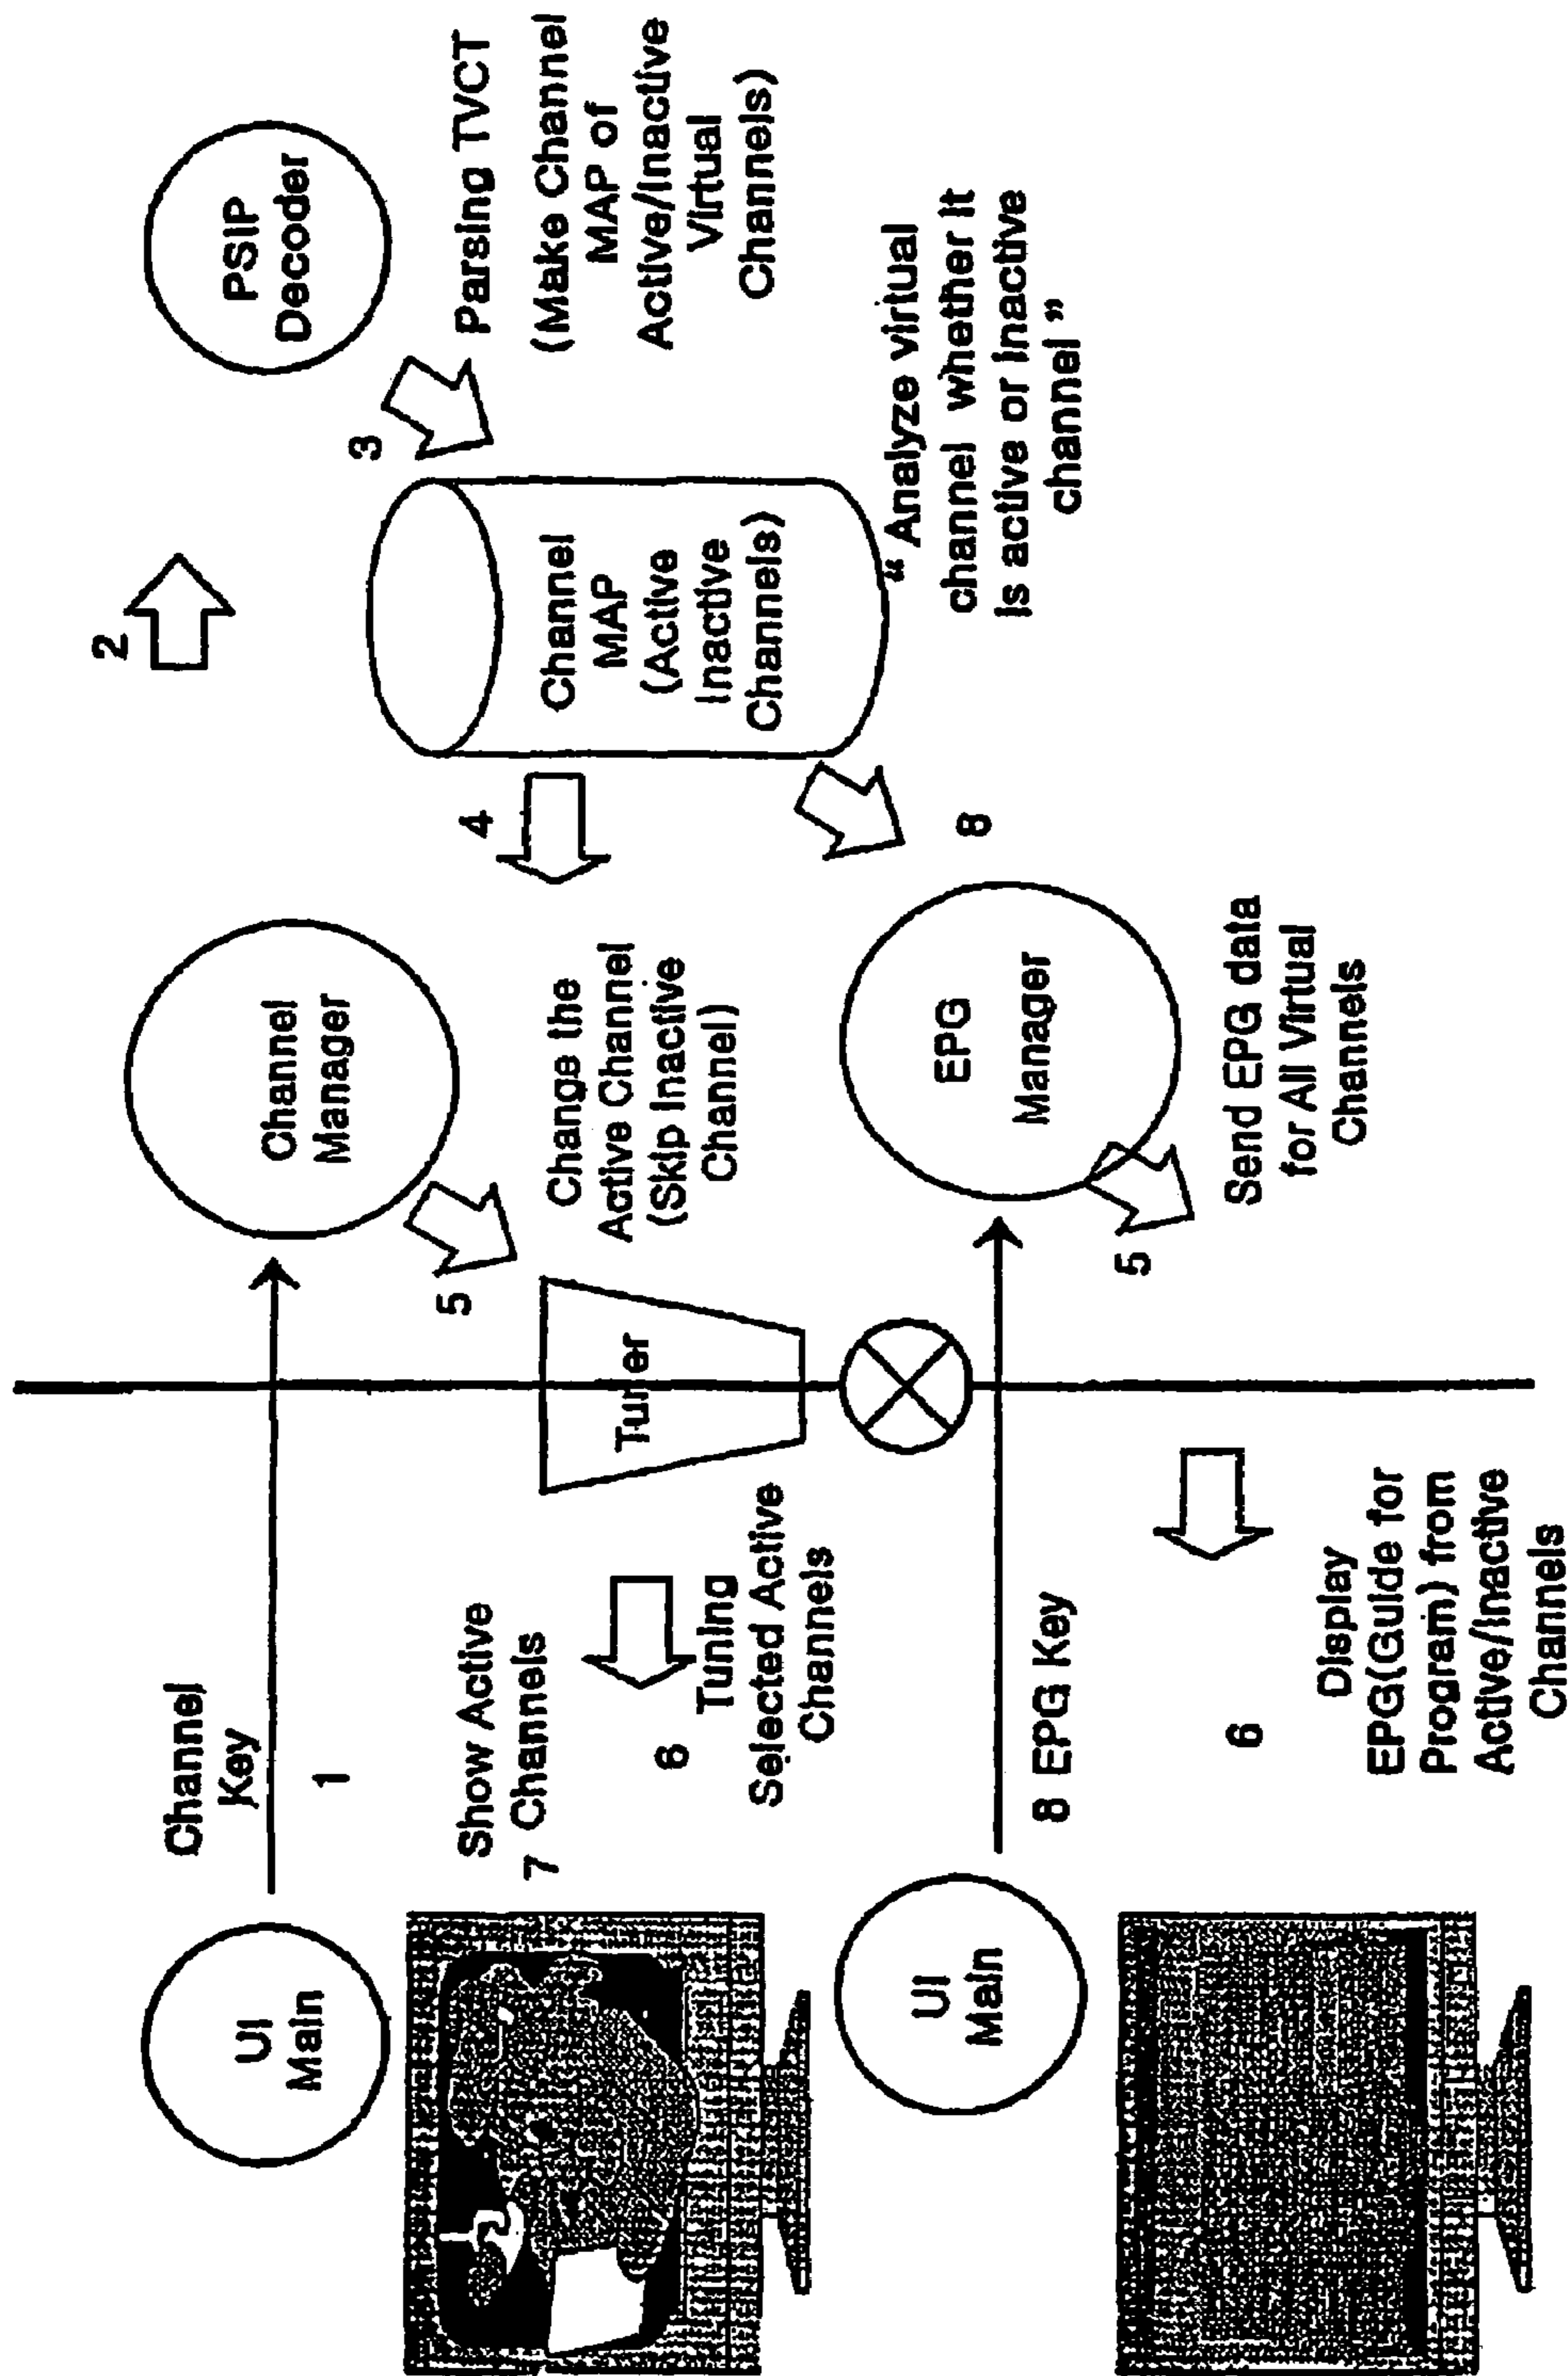 UI
Main
Channel
Key
1
Channel
Manager
2
PSIP
Decoder
3
Parsing TVCT
(Make Channel
MAP of
Active/Inactive
Virtual
Channels)
Channel
MAP
(Active
Inactive
Channels)
“ Analyze virtual
channel whether it
is active or inactive
channel ”
4
Change the
Active Channel
(Skip Inactive
Channel)
5
Tuner
6
Tuning
Selected Active
Channels
Show Active
7 Channels
UI
Main
8 EPG Key
EPG
Manager
8
5
Send EPG data
for All Virtual
Channels
6
Display
EPG(Guide for
Program) from
Active/Inactive
Channels